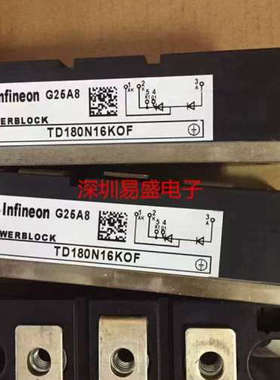 Infineon G25A8
WERBLOCK
TD180N16KOF
深圳易盛电子
Infineon G25A8
WERBLOCK
TD180N16KOF